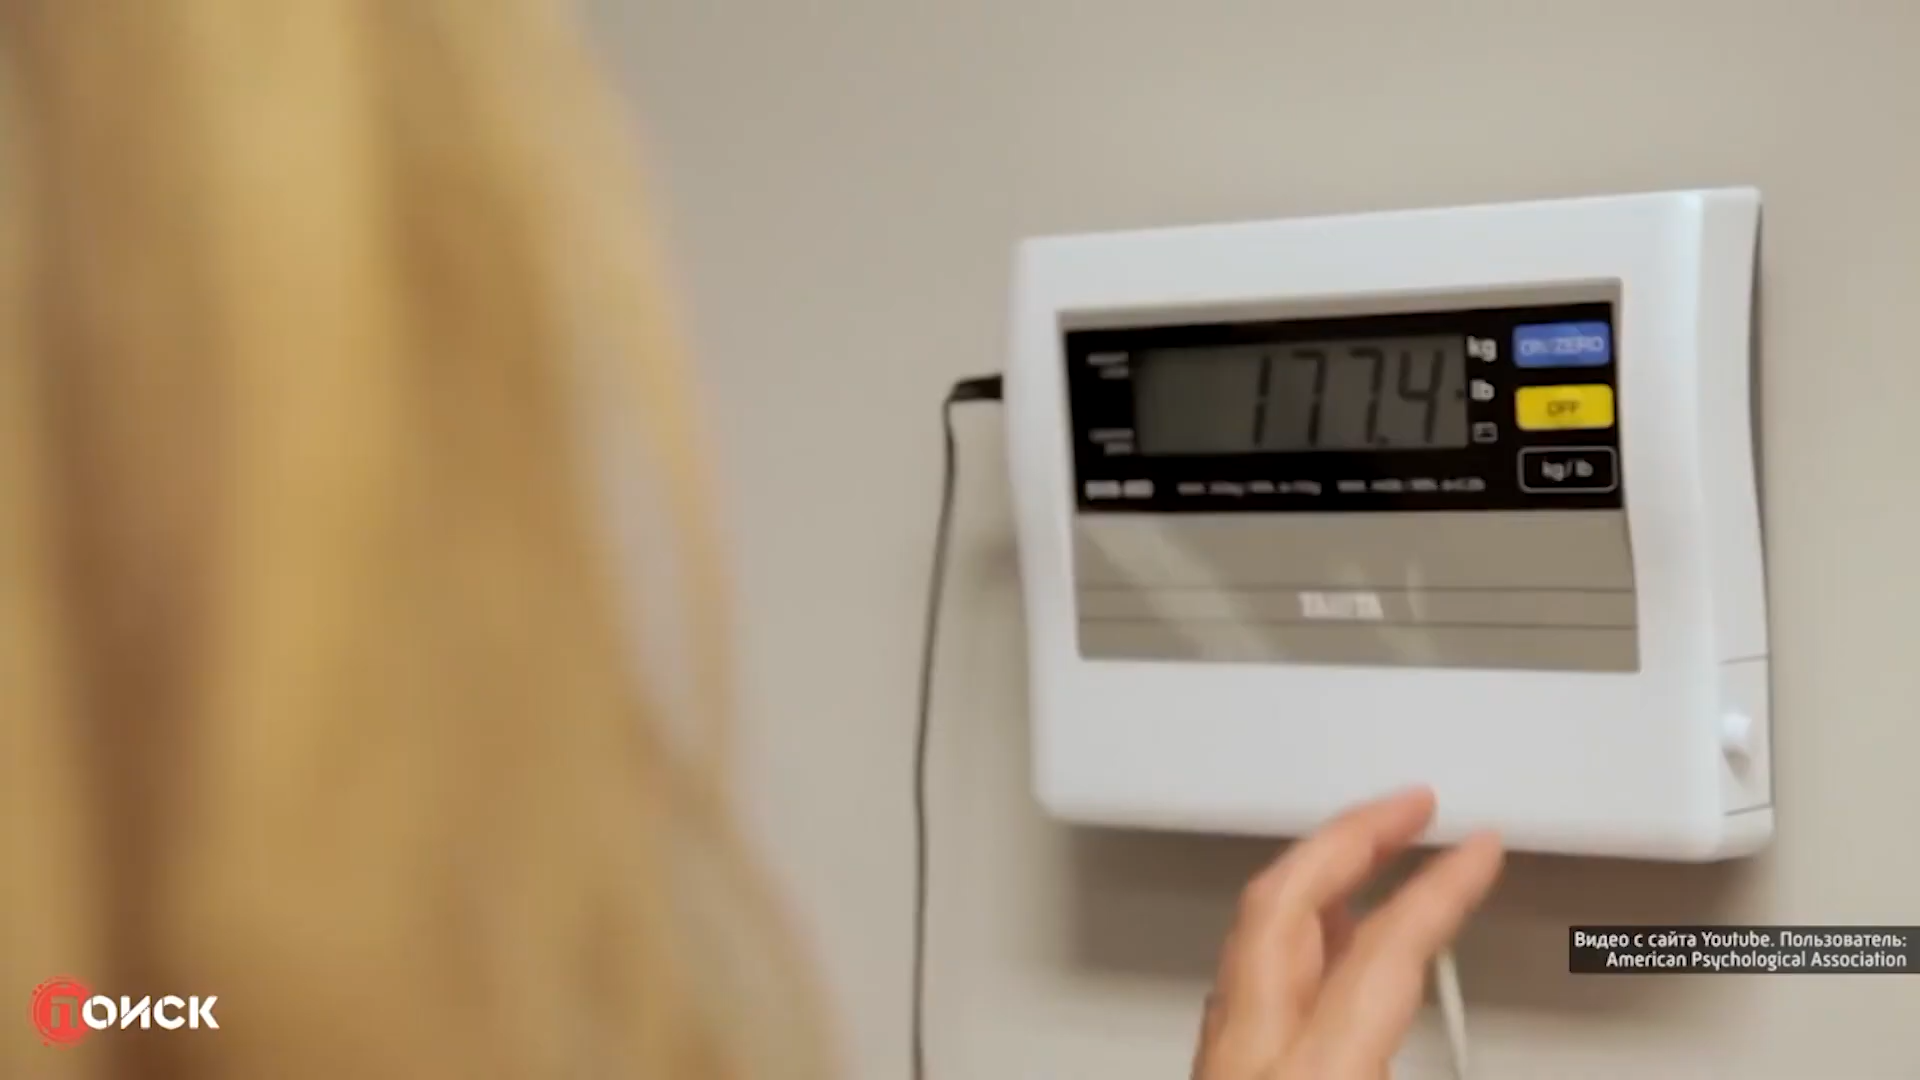 177.4
kg
lb
ON/ZERO
OFF
kg / lb
TANITA
Видео с сайта Youtube. Пользователь:
American Psychological Association
ПОИСК